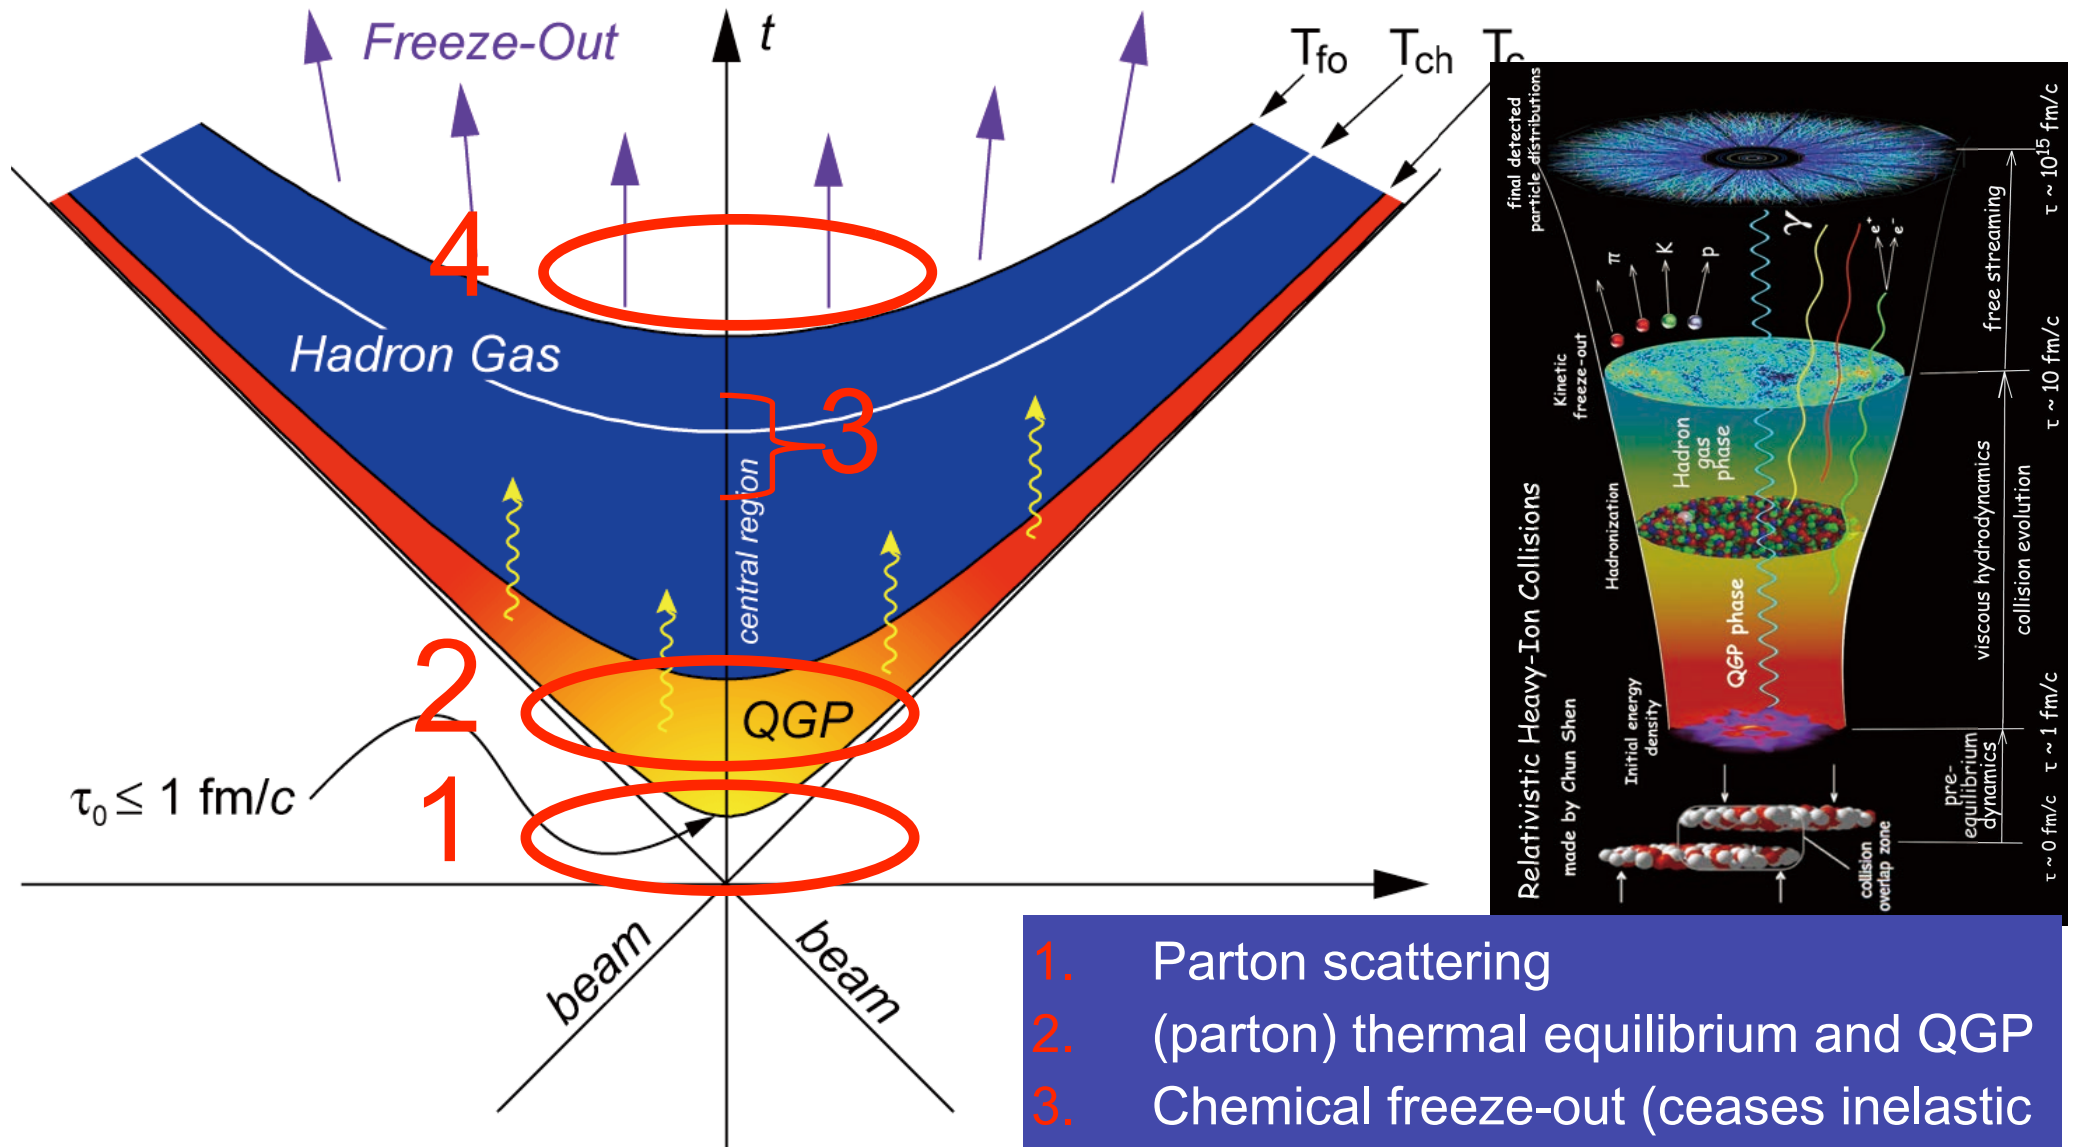 Freeze-Out
t
T_fo
T_ch
4
Hadron Gas
3
central region
2
QGP
τ₀ ≤ 1 fm/c
1
beam
beam
Relativistic Heavy-Ion Collisions
made by Chun Shen
final detected
particle distributions
Kinetic
freeze-out
Hadronization
Initial energy
density
π
K
p
γ
e⁺
e⁻
Hadron
gas
phase
QGP phase
collision
overlap zone
free streaming
viscous hydrodynamics
collision evolution
pre-
equilibrium
dynamics
τ ~ 0 fm/c
τ ~ 1 fm/c
τ ~ 10 fm/c
τ ~ 10¹⁵ fm/c
1. Parton scattering
2. (parton) thermal equilibrium and QGP
3. Chemical freeze-out (ceases inelastic